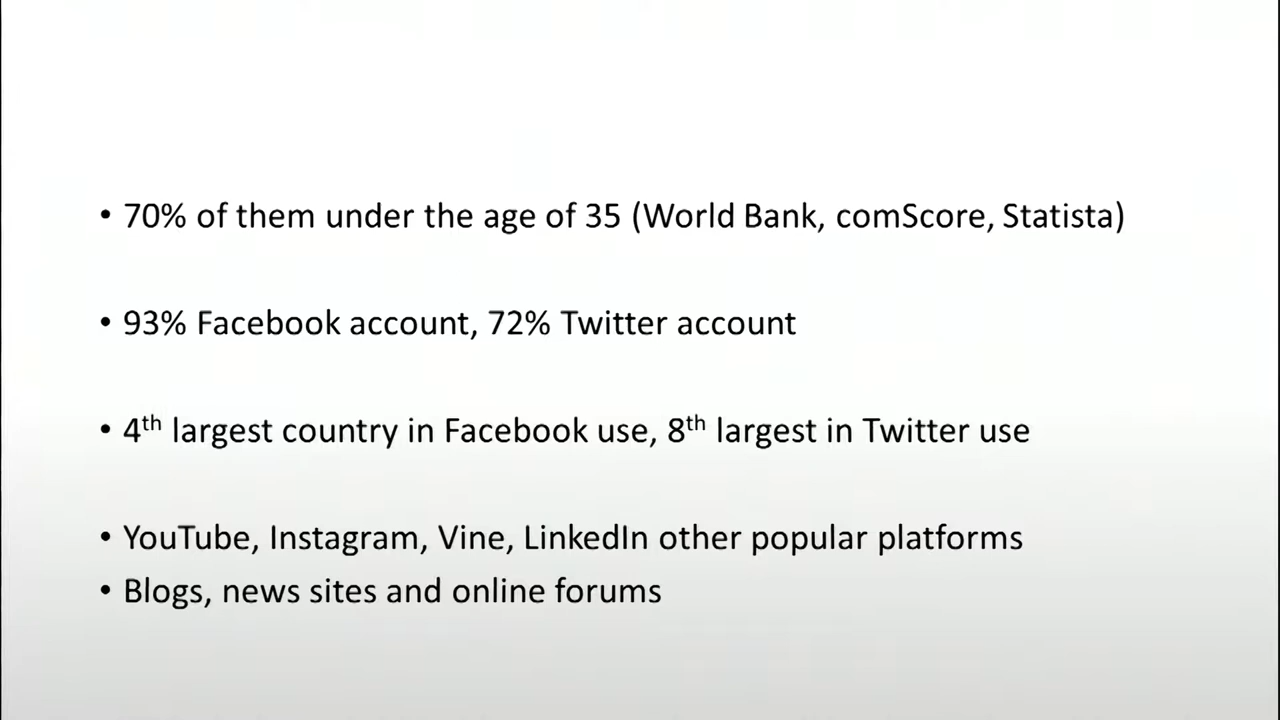 • 70% of them under the age of 35 (World Bank, comScore, Statista)
• 93% Facebook account, 72% Twitter account
• 4th largest country in Facebook use, 8th largest in Twitter use
• YouTube, Instagram, Vine, LinkedIn other popular platforms
• Blogs, news sites and online forums